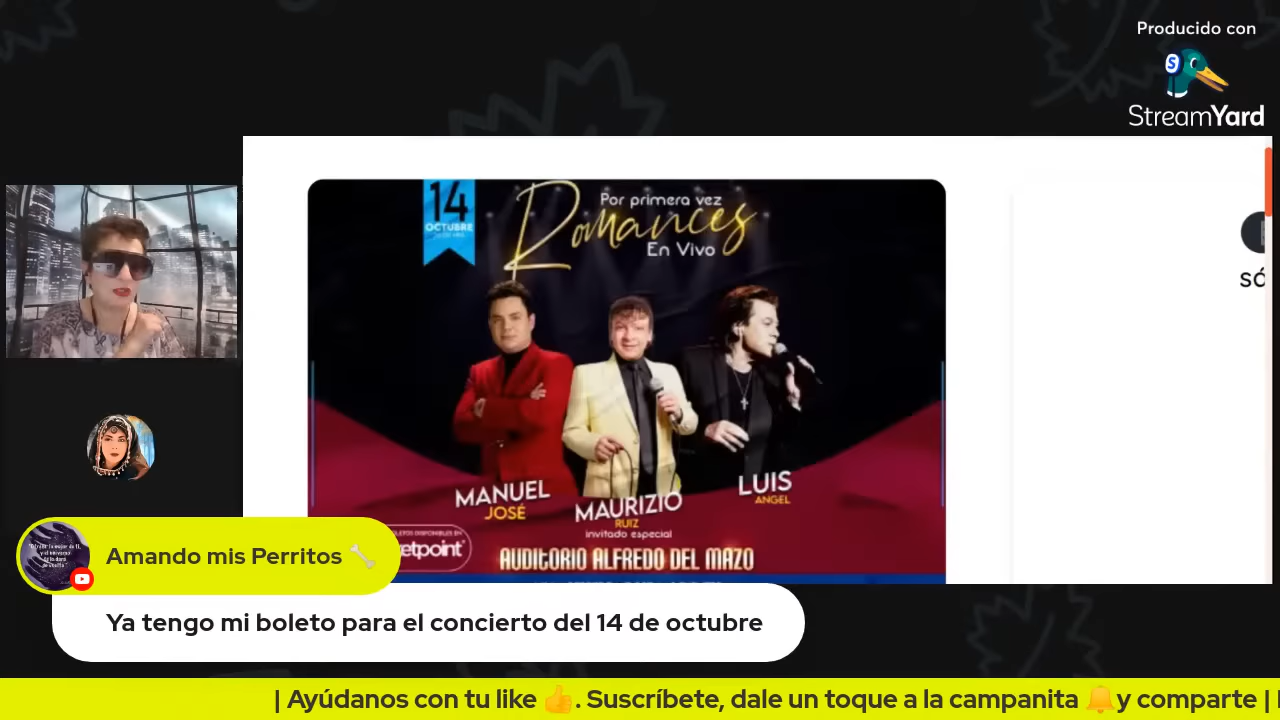 Producido con
StreamYard
14
OCTUBRE
Por primera vez
Romances
En Vivo
MANUEL
JOSÉ
MAURIZIO
RUIZ
invitado especial
LUIS
ANGEL
AUDITORIO ALFREDO DEL MAZO
SÓ
Amando mis Perritos 🦴
Ya tengo mi boleto para el concierto del 14 de octubre
| Ayúdanos con tu like 👍. Suscríbete, dale un toque a la campanita 🔔y comparte |